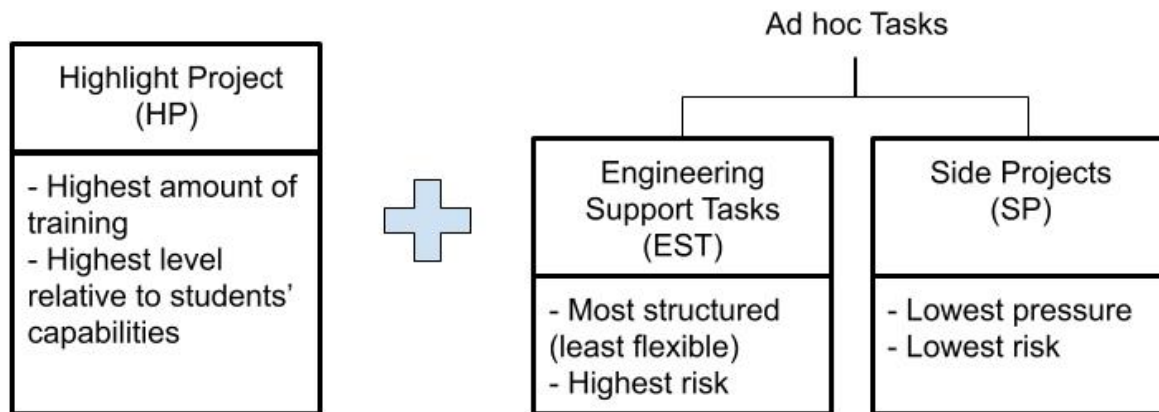 Highlight Project
(HP)
- Highest amount of
training
- Highest level
relative to students’
capabilities
Ad hoc Tasks
Engineering
Support Tasks
(EST)
- Most structured
(least flexible)
- Highest risk
Side Projects
(SP)
- Lowest pressure
- Lowest risk